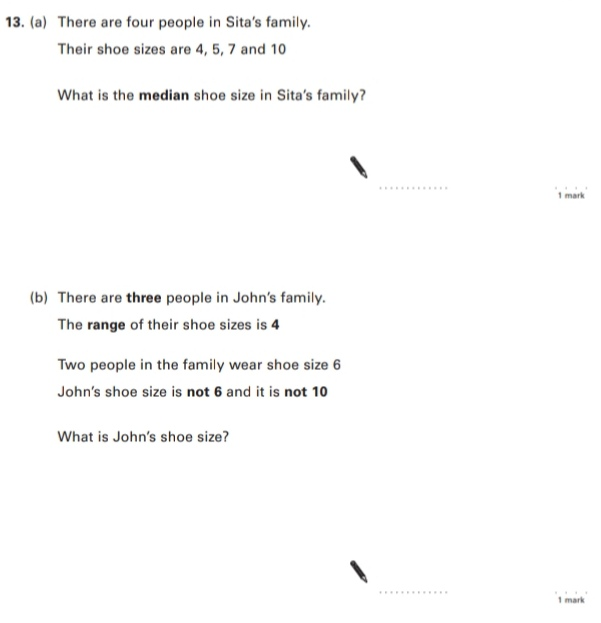 13. (a) There are four people in Sita's family.
Their shoe sizes are 4, 5, 7 and 10
What is the median shoe size in Sita's family?
1 mark
(b) There are three people in John's family.
The range of their shoe sizes is 4
Two people in the family wear shoe size 6
John's shoe size is not 6 and it is not 10
What is John's shoe size?
1 mark